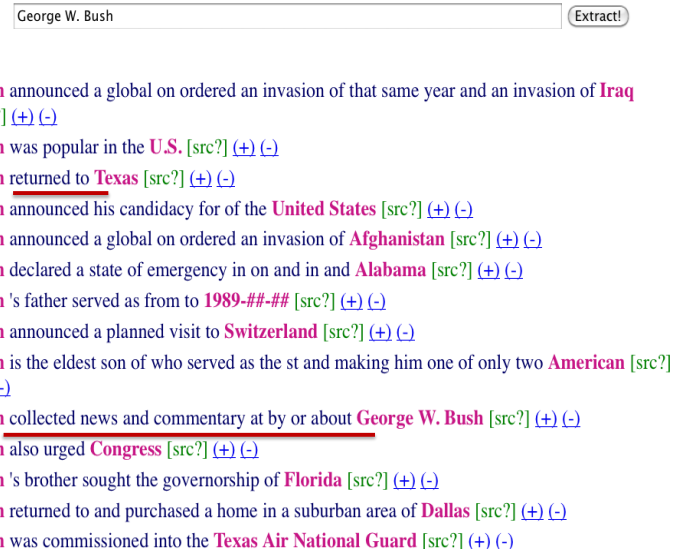 George W. Bush Extract!
n announced a global on ordered an invasion of that same year and an invasion of Iraq
] (+) (-)
n was popular in the U.S. [src?] (+) (-)
n returned to Texas [src?] (+) (-)
n announced his candidacy for of the United States [src?] (+) (-)
n announced a global on ordered an invasion of Afghanistan [src?] (+) (-)
n declared a state of emergency in on and in and Alabama [src?] (+) (-)
n 's father served as from to 1989-##-## [src?] (+) (-)
n announced a planned visit to Switzerland [src?] (+) (-)
n is the eldest son of who served as the st and making him one of only two American [src?]
-)
n collected news and commentary at by or about George W. Bush [src?] (+) (-)
n also urged Congress [src?] (+) (-)
n 's brother sought the governorship of Florida [src?] (+) (-)
n returned to and purchased a home in a suburban area of Dallas [src?] (+) (-)
n was commissioned into the Texas Air National Guard [src?] (+) (-)